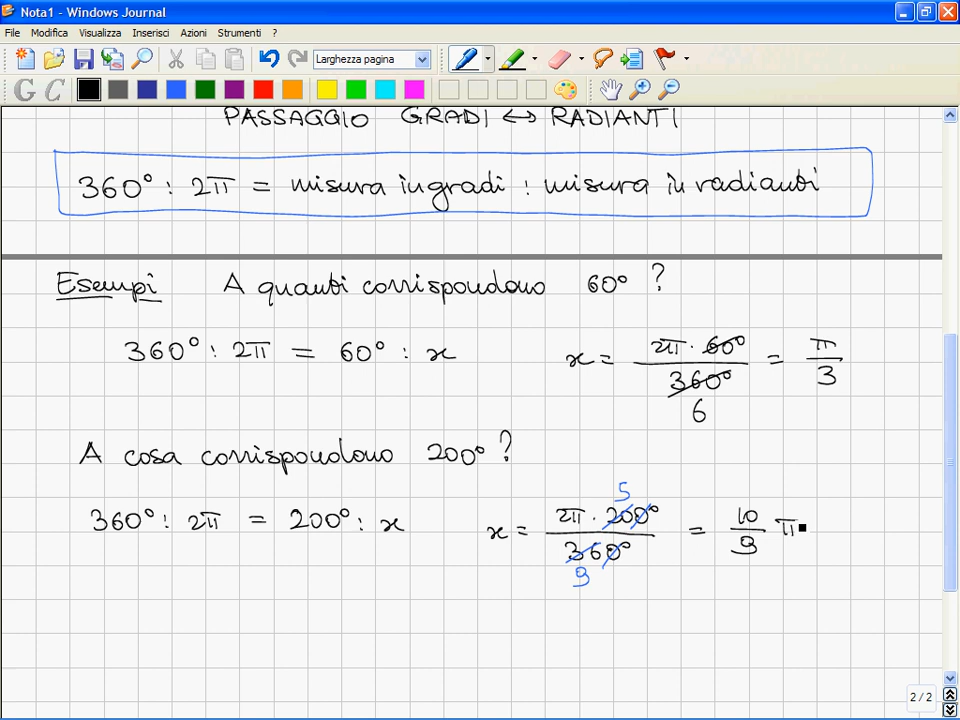 Nota1 - Windows Journal
File Modifica Visualizza Inserisci Azioni Strumenti ?
Larghezza pagina
G C
PASSAGGIO GRADI ↔ RADIANTI
360° : 2π = misura in gradi : misura in radianti
Esempi A quanti corrispondono 60° ?
360° : 2π = 60° : x x = 2π · 60° / 360° = π / 3
6
A cosa corrispondono 200° ?
5
360° : 2π = 200° : x x = 2π · 200° / 360° = 10 / 9 π
9
2 / 2